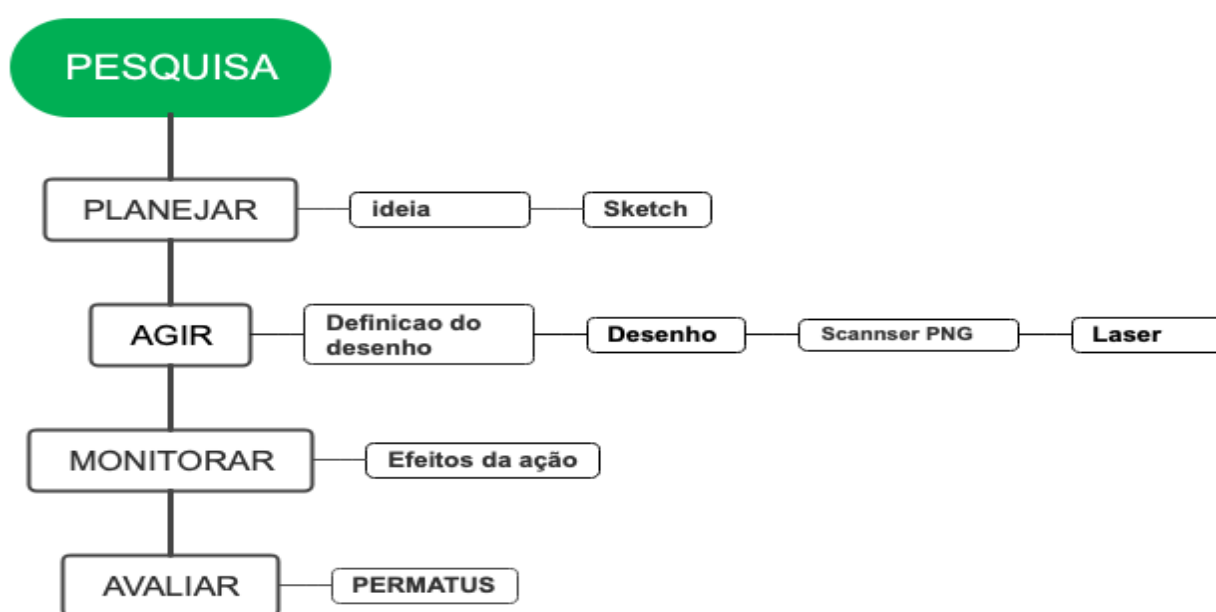 PESQUISA
PLANEJAR
ideia
Sketch
AGIR
Definicao do
desenho
Desenho
Scannser PNG
Laser
MONITORAR
Efeitos da ação
AVALIAR
PERMATUS